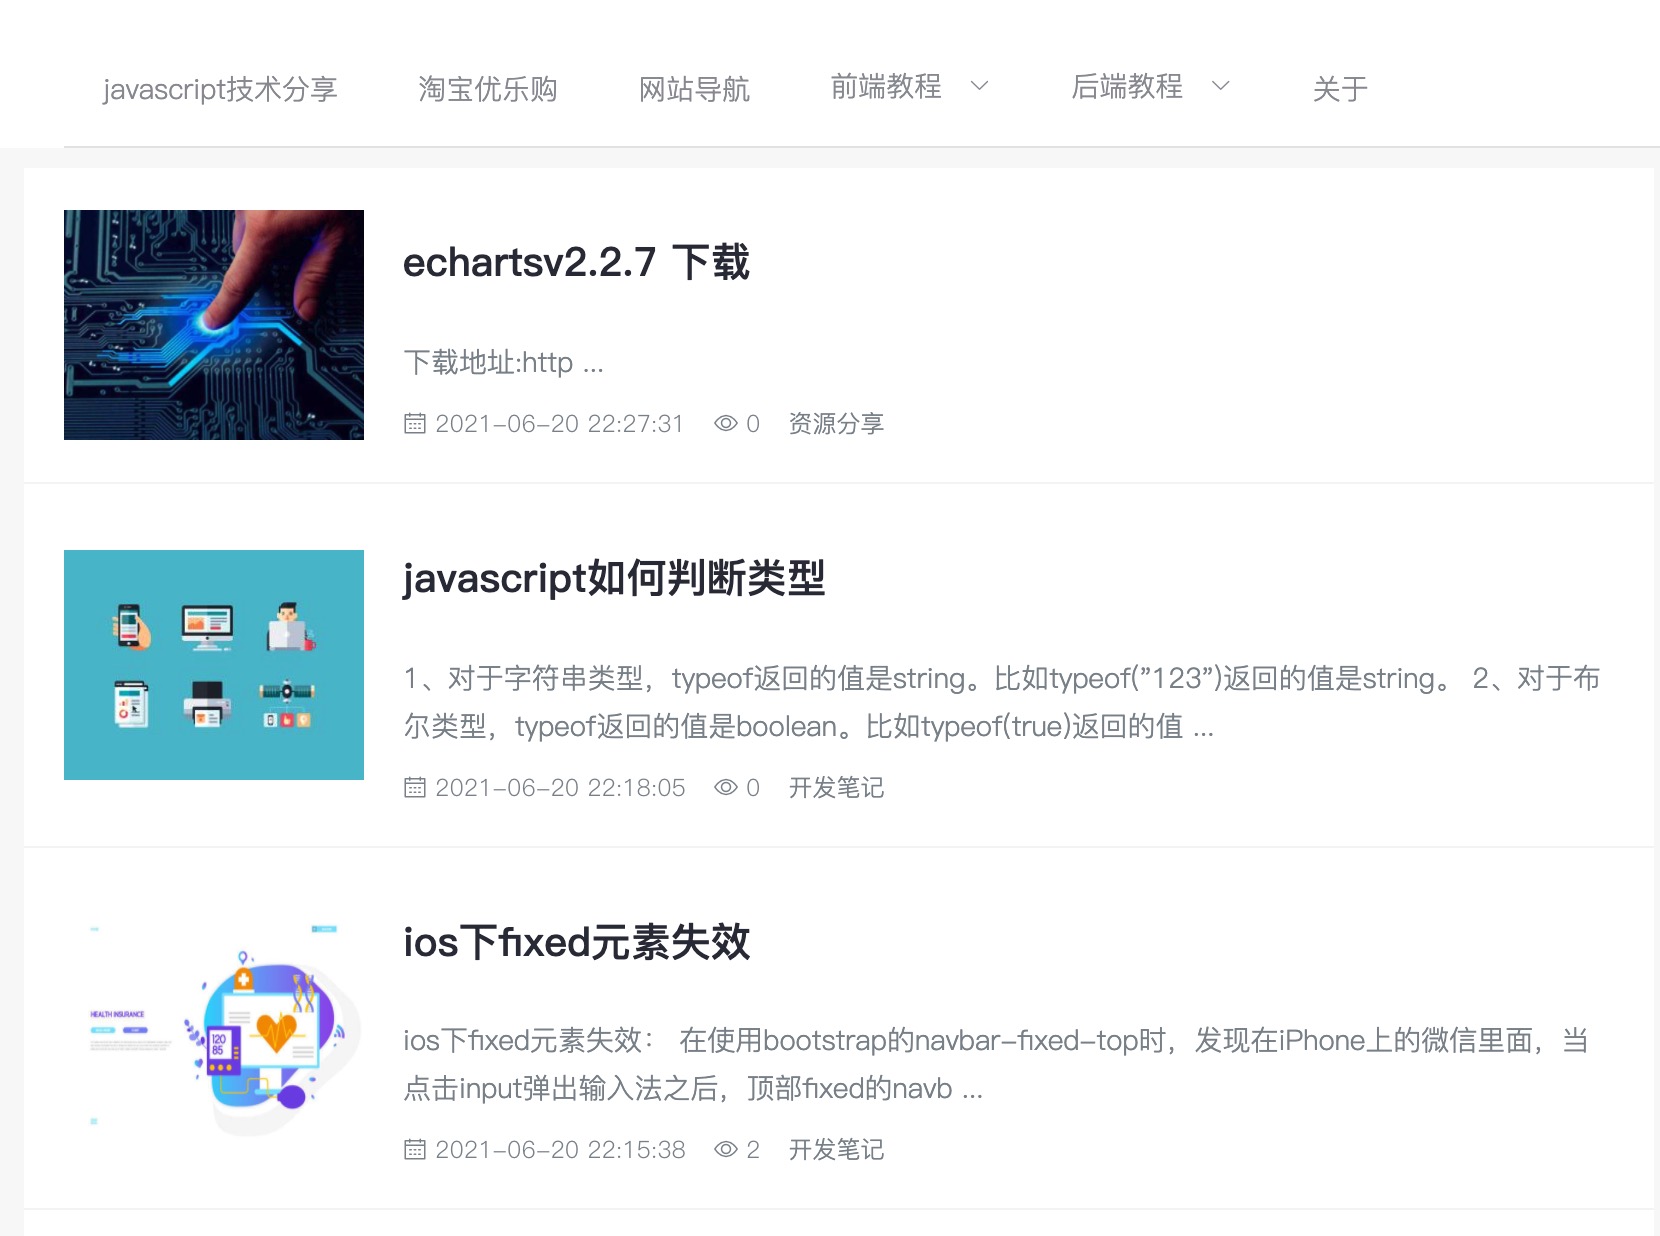 javascript技术分享 淘宝优乐购 网站导航 前端教程 后端教程 关于
echartsv2.2.7 下载
下载地址:http ...
2021-06-20 22:27:31 0 资源分享
javascript如何判断类型
1、对于字符串类型，typeof返回的值是string。比如typeof(”123”)返回的值是string。 2、对于布
尔类型，typeof返回的值是boolean。比如typeof(true)返回的值 ...
2021-06-20 22:18:05 0 开发笔记
ios下fixed元素失效
HEALTH INSURANCE
120
85
ios下fixed元素失效： 在使用bootstrap的navbar-fixed-top时，发现在iPhone上的微信里面，当
点击input弹出输入法之后，顶部fixed的navb ...
2021-06-20 22:15:38 2 开发笔记